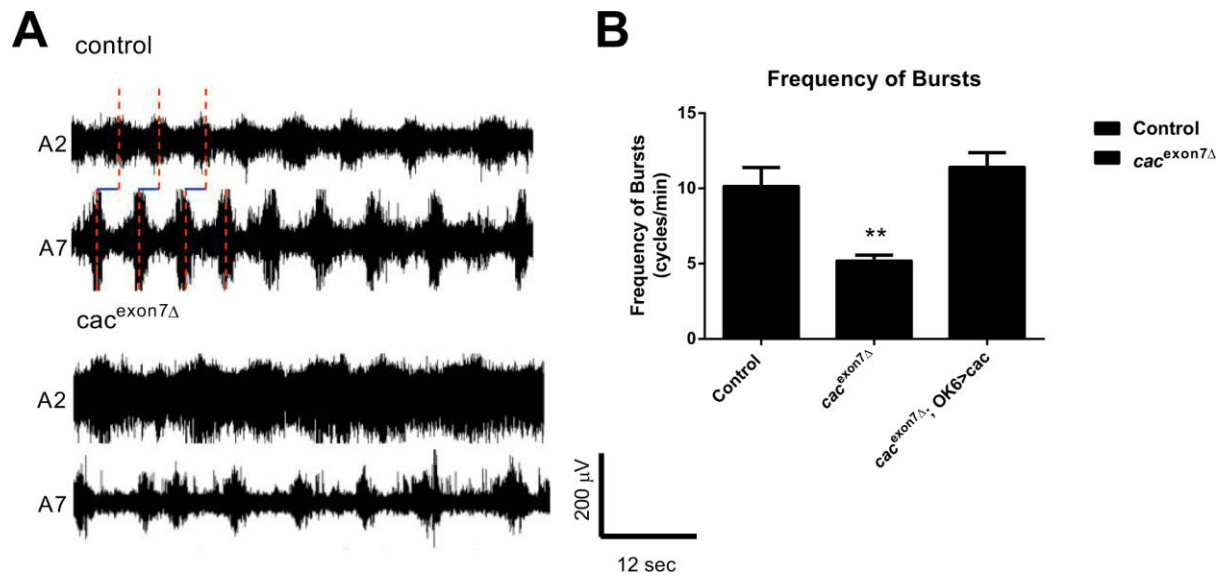 A
control
A2
A7
cac^exon7Δ
A2
A7
200 μV
12 sec
B
Frequency of Bursts
Frequency of Bursts
(cycles/min)
15
10
5
0
**
Control
cac^exon7Δ
cac^exon7Δ; OK6>cac
Control
cac^exon7Δ